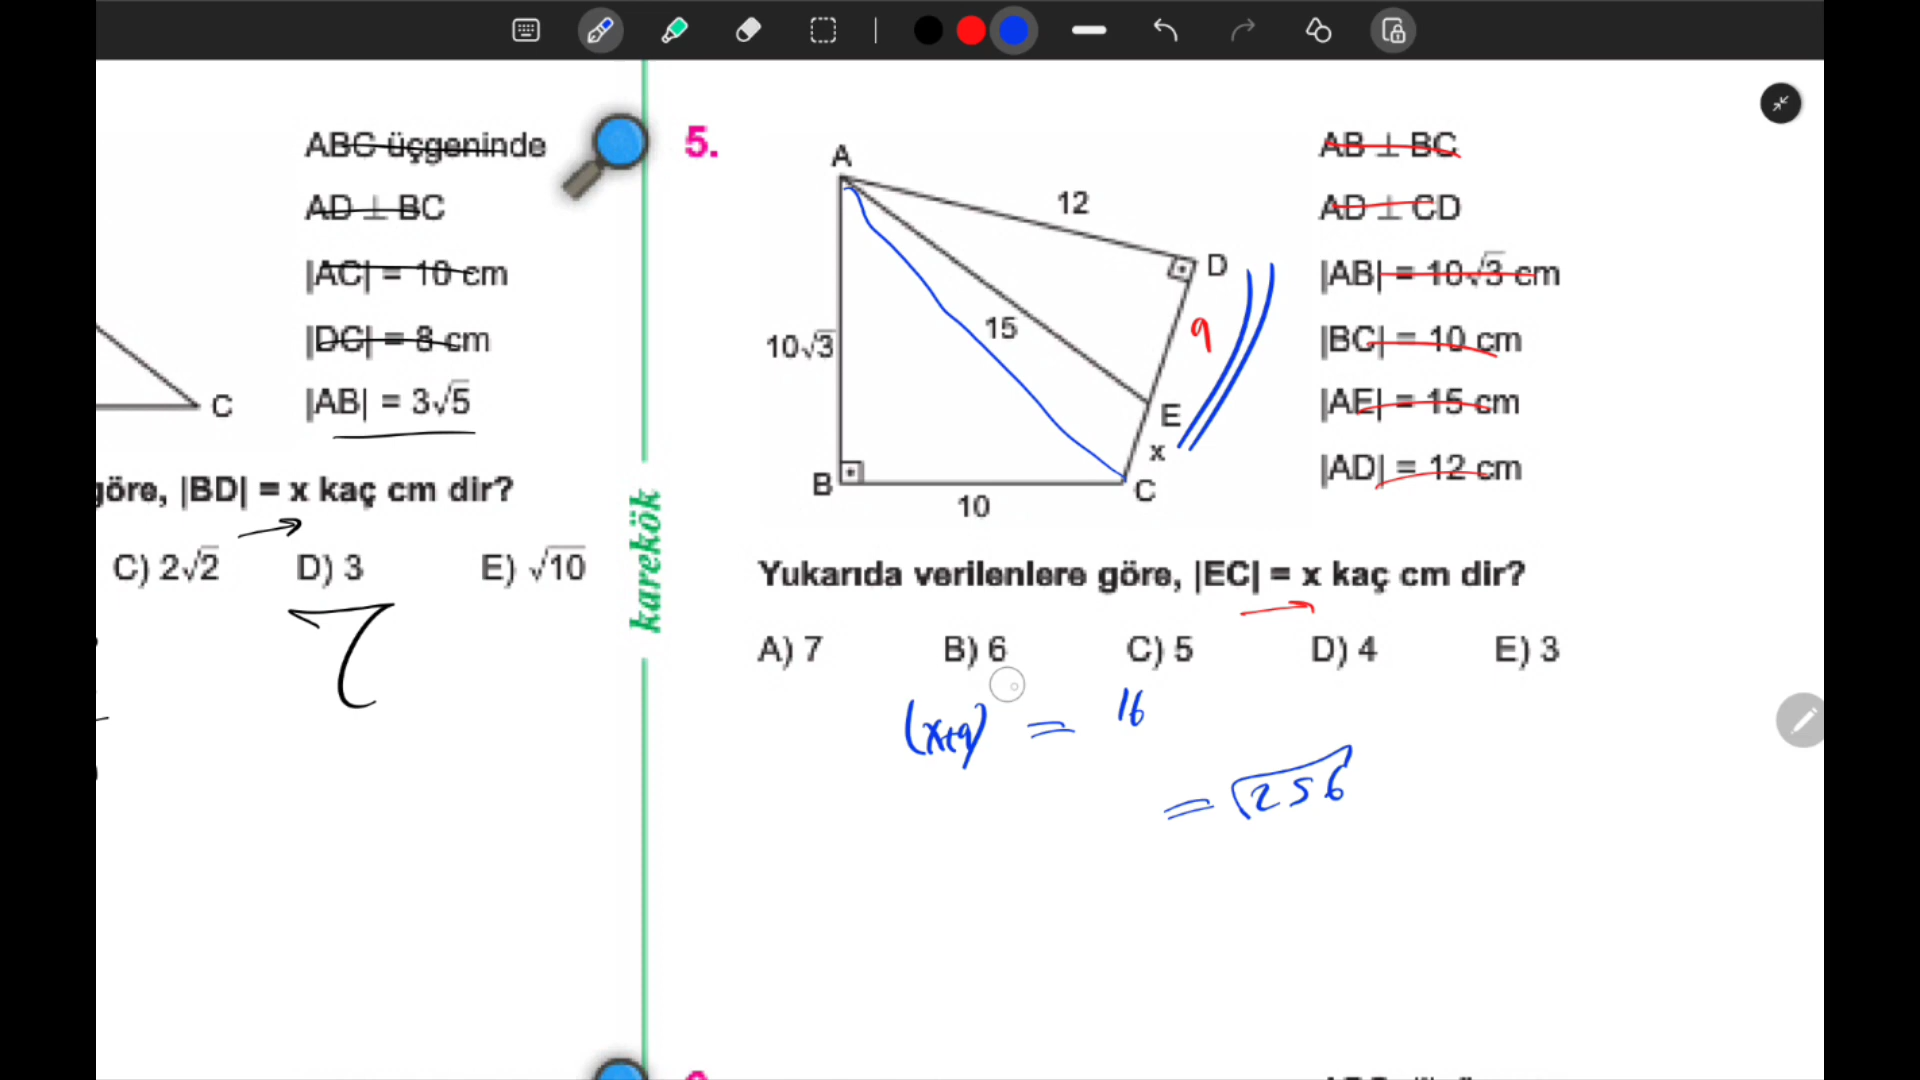 ABC üçgeninde
AD ⊥ BC
|AC| = 10 cm
|DC| = 8 cm
|AB| = 3√5
C
göre, |BD| = x kaç cm dir?
C) 2√2 D) 3 E) √10
karekök
5.
A
12
D
15
9
10√3
E
x
B
C
10
AB ⊥ BC
AD ⊥ CD
|AB| = 10√3 cm
|BC| = 10 cm
|AE| = 15 cm
|AD| = 12 cm
Yukarıda verilenlere göre, |EC| = x kaç cm dir?
A) 7 B) 6 C) 5 D) 4 E) 3
(x+9) = 16
= √256